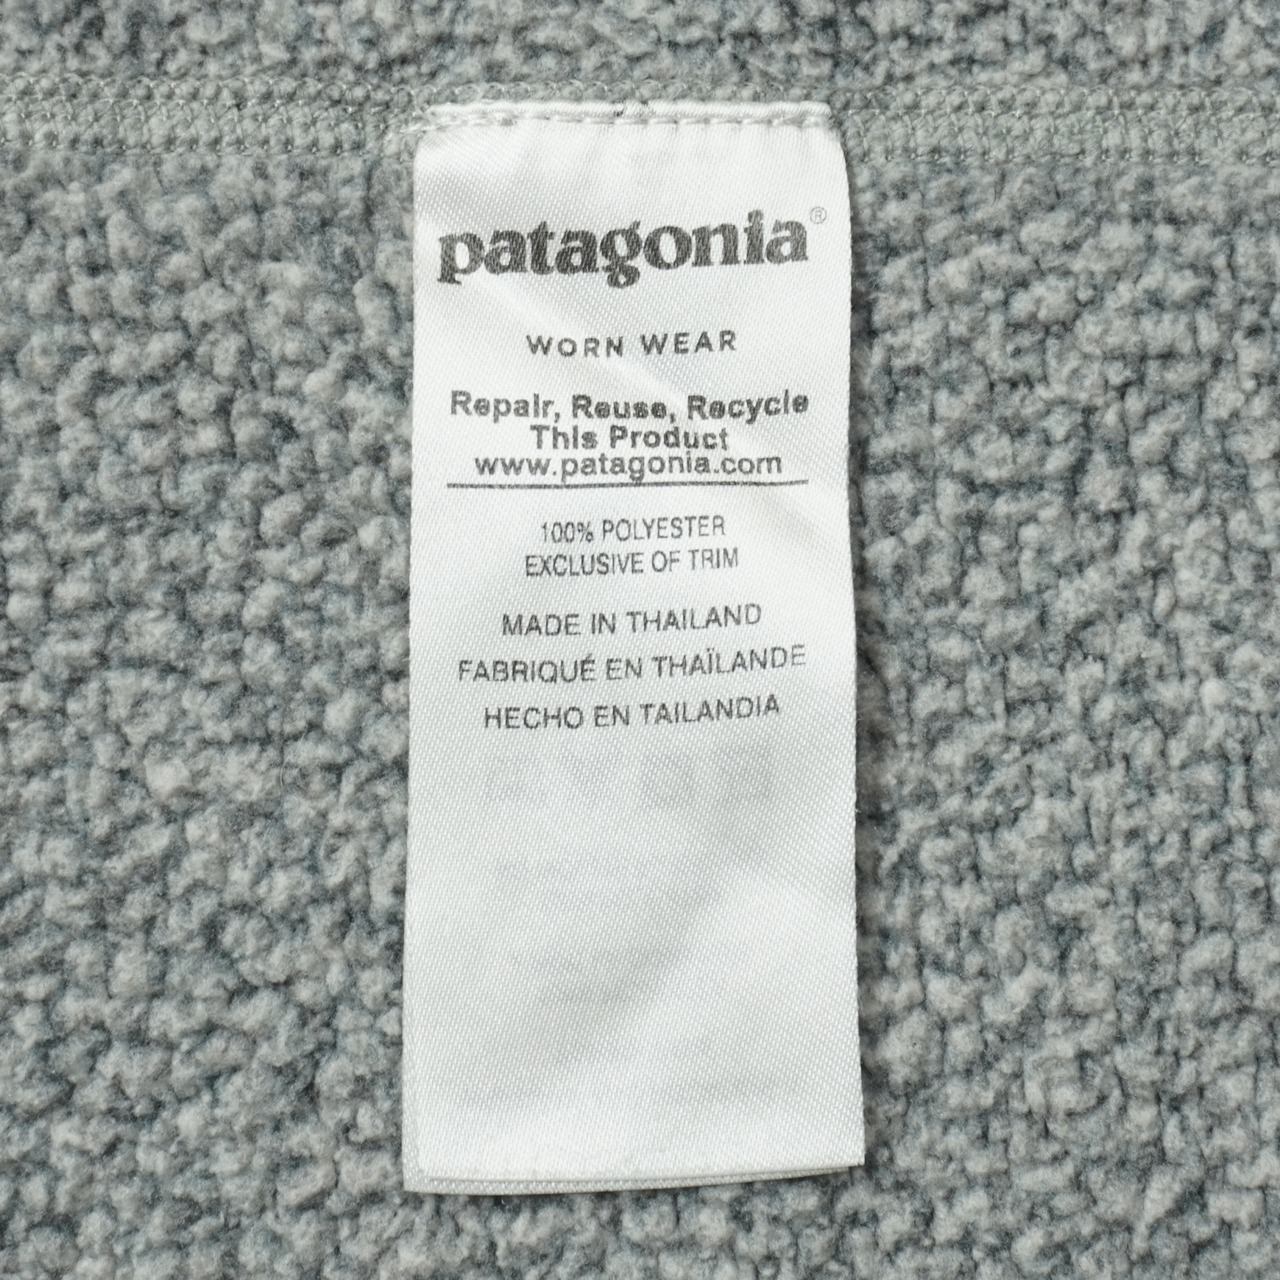 patagonia®
WORN WEAR
Repair, Reuse, Recycle
This Product
www.patagonia.com
100% POLYESTER
EXCLUSIVE OF TRIM
MADE IN THAILAND
FABRIQUÉ EN THAÏLANDE
HECHO EN TAILANDIA